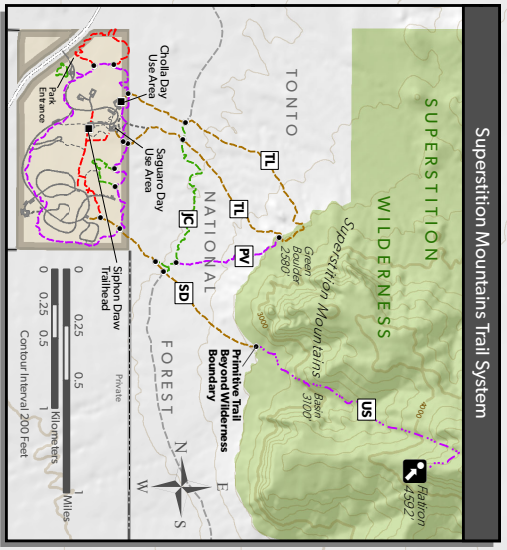 Superstition Mountains Trail System
SUPERSTITION
WILDERNESS
TONTO
NATIONAL
FOREST
Superstition Mountains
Green
Boulder
2580'
Basin
3100'
3000
4000
Flatiron
4592'
TL
TL
JC
PV
SD
US
Primitive Trail
Beyond Wilderness
Boundary
Cholla Day
Use Area
Saguaro Day
Use Area
Park
Entrance
Siphon Draw
Trailhead
Private
N
E
S
W
0 0.25 0.5 1
Miles
0 0.25 0.5 1
Kilometers
Contour Interval 200 Feet